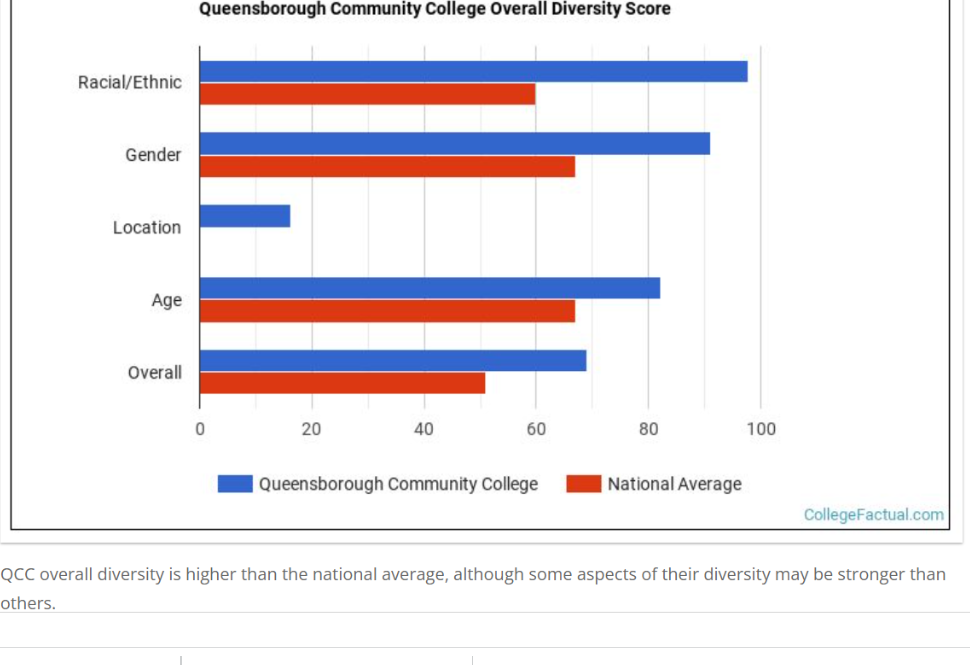 Queensborough Community College Overall Diversity Score
Racial/Ethnic
Gender
Location
Age
Overall
0 20 40 60 80 100
Queensborough Community College National Average
CollegeFactual.com
QCC overall diversity is higher than the national average, although some aspects of their diversity may be stronger than
others.